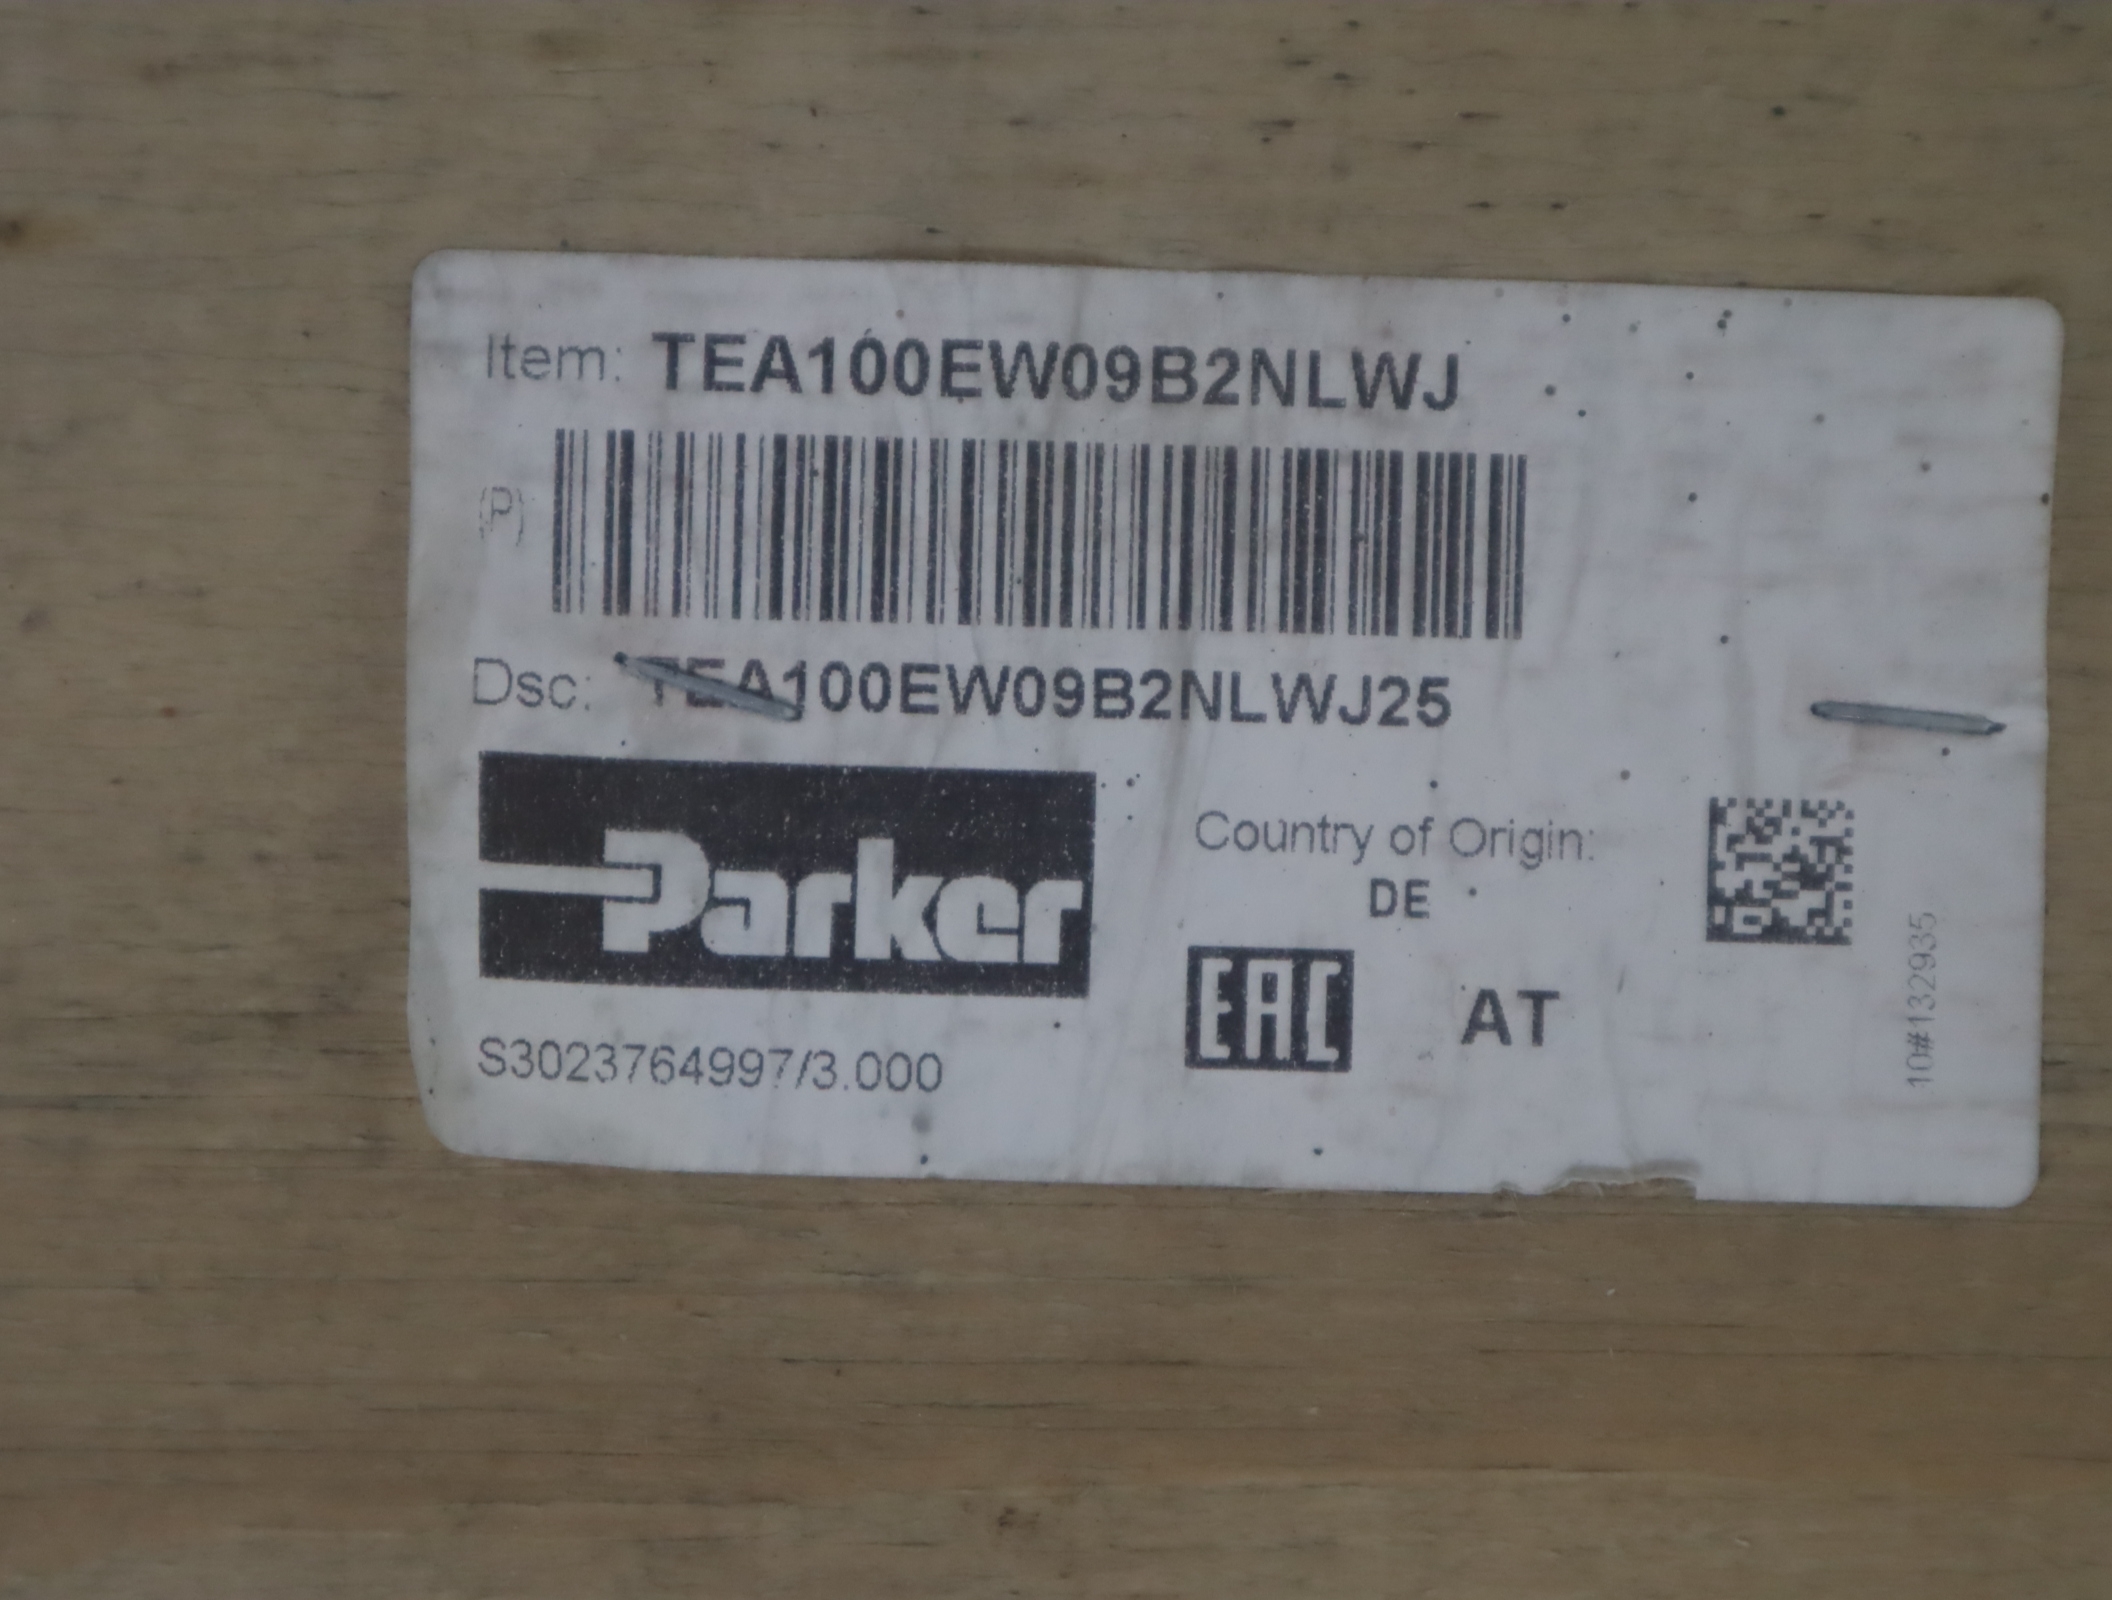 Item: TEA100EW09B2NLWJ
(P)
Dsc: TEA100EW09B2NLWJ25
Parker
Country of Origin:
DE
EAC
AT
S3023764997/3.000
10#132935